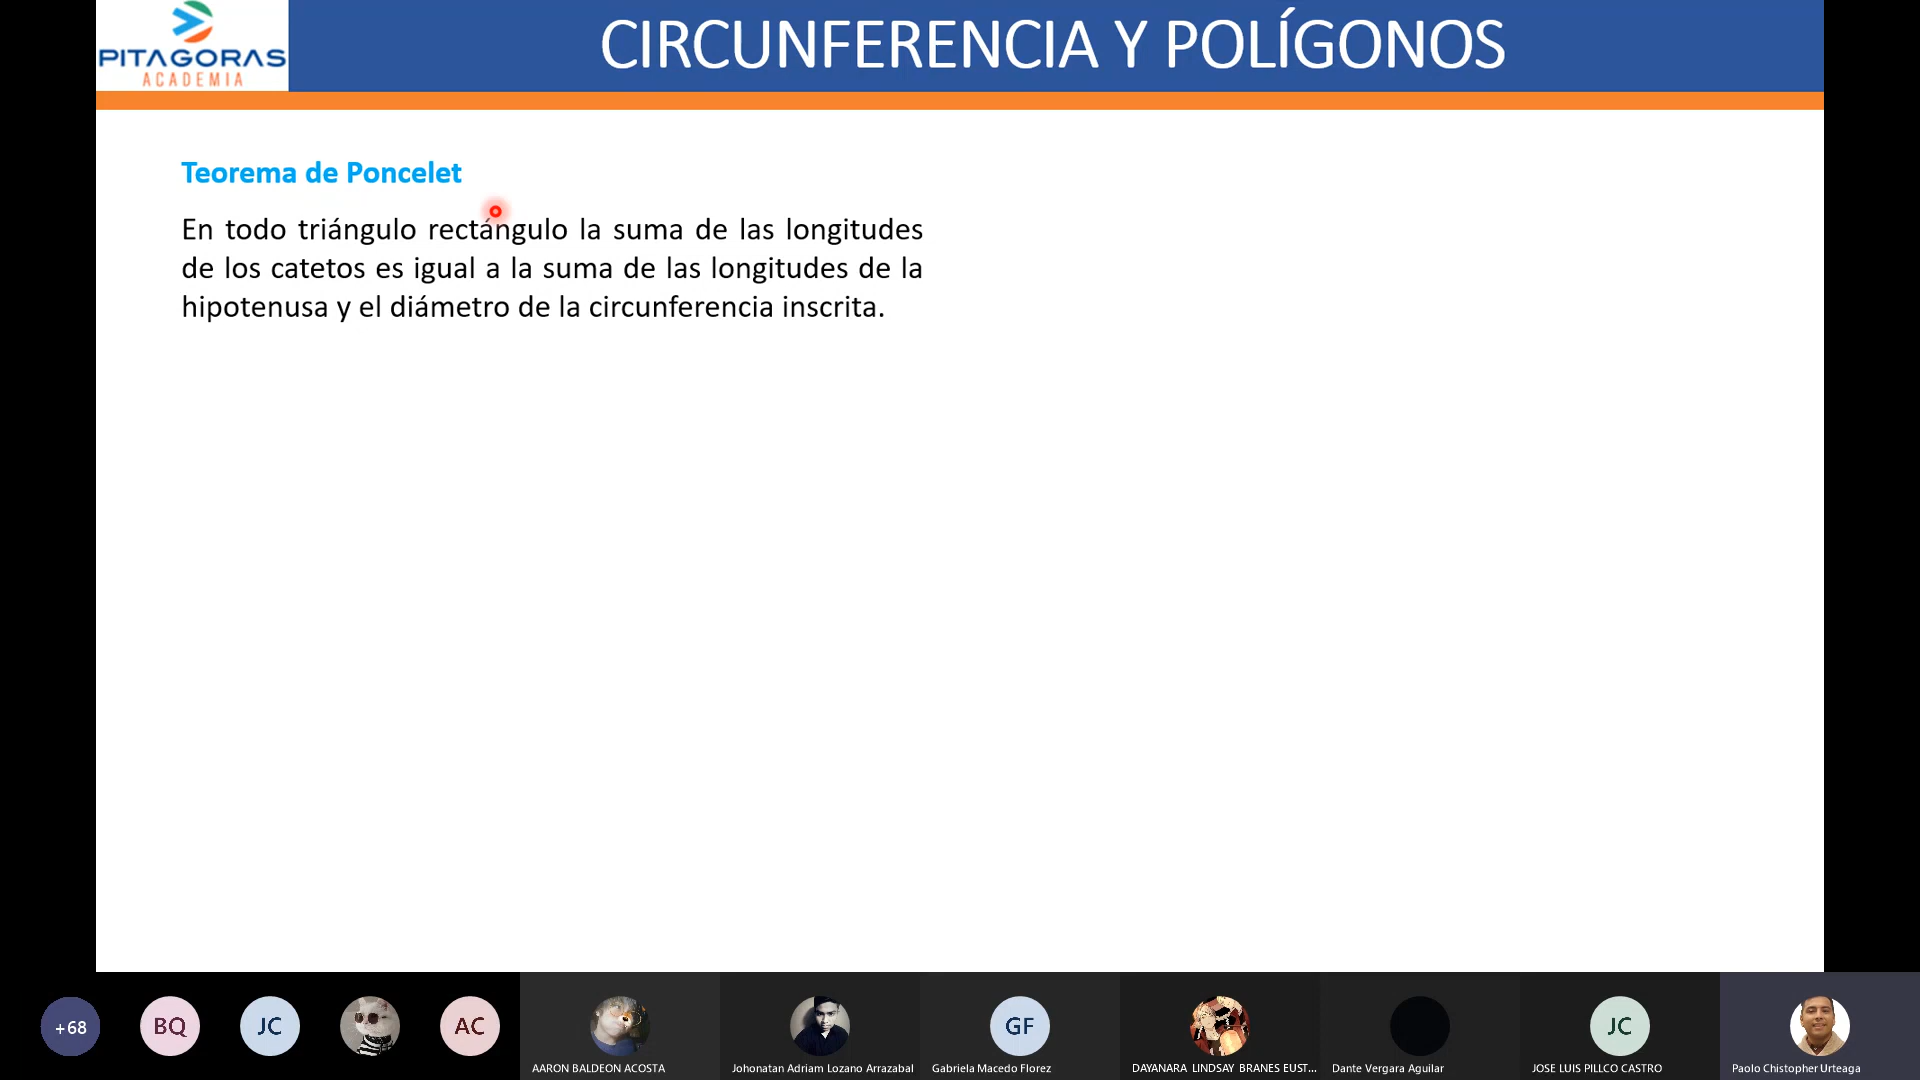 PITAGORAS
ACADEMIA
CIRCUNFERENCIA Y POLÍGONOS
Teorema de Poncelet
En todo triángulo rectángulo la suma de las longitudes
de los catetos es igual a la suma de las longitudes de la
hipotenusa y el diámetro de la circunferencia inscrita.
+68
BQ
JC
AC
GF
JC
AARON BALDEON ACOSTA
Johonatan Adriam Lozano Arrazabal
Gabriela Macedo Florez
DAYANARA LINDSAY BRANES EUST...
Dante Vergara Aguilar
JOSE LUIS PILLCO CASTRO
Paolo Chistopher Urteaga